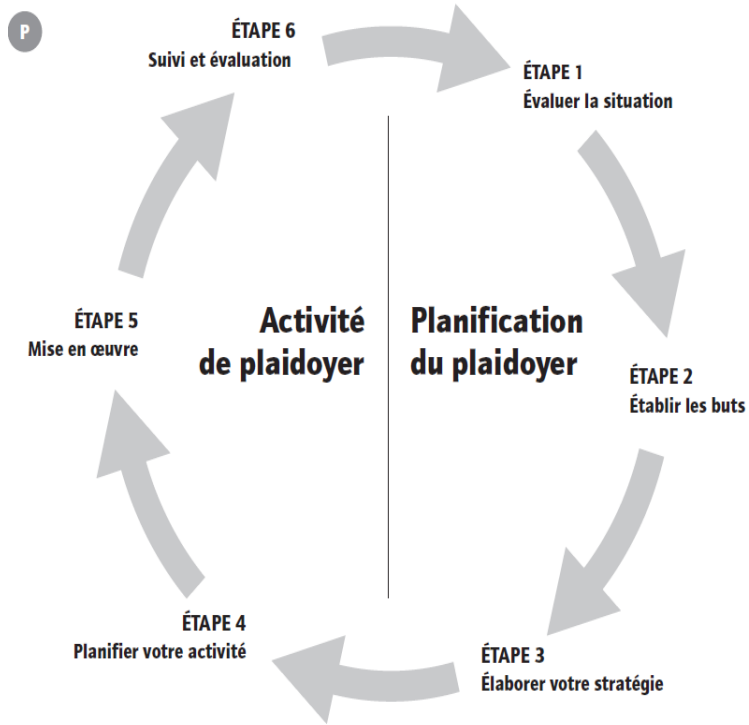 P
ÉTAPE 6
Suivi et évaluation
ÉTAPE 1
Évaluer la situation
ÉTAPE 2
Établir les buts
ÉTAPE 3
Élaborer votre stratégie
ÉTAPE 4
Planifier votre activité
ÉTAPE 5
Mise en œuvre
Activité
de plaidoyer
Planification
du plaidoyer